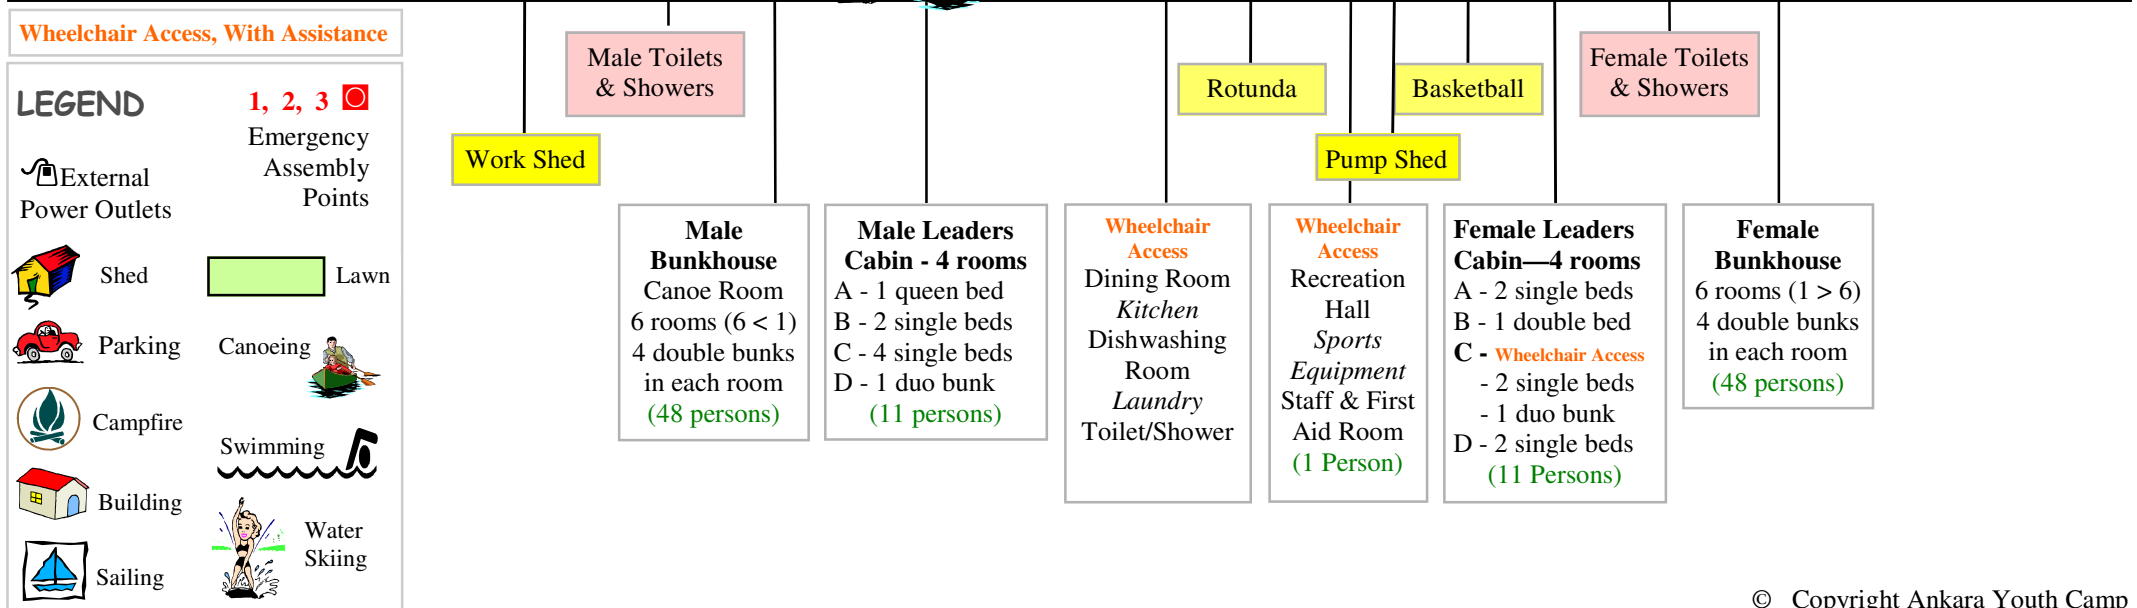 Wheelchair Access, With Assistance
LEGEND
1, 2, 3
Emergency
Assembly
Points
External
Power Outlets
Shed
Lawn
Parking
Canoeing
Campfire
Swimming
Building
Water
Skiing
Sailing
Work Shed
Male Toilets
& Showers
Rotunda
Pump Shed
Basketball
Female Toilets
& Showers
Male
Bunkhouse
Canoe Room
6 rooms (6 < 1)
4 double bunks
in each room
(48 persons)
Male Leaders
Cabin - 4 rooms
A - 1 queen bed
B - 2 single beds
C - 4 single beds
D - 1 duo bunk
(11 persons)
Wheelchair
Access
Dining Room
Kitchen
Dishwashing
Room
Laundry
Toilet/Shower
Wheelchair
Access
Recreation
Hall
Sports
Equipment
Staff & First
Aid Room
(1 Person)
Female Leaders
Cabin—4 rooms
A - 2 single beds
B - 1 double bed
C - Wheelchair Access
- 2 single beds
- 1 duo bunk
D - 2 single beds
(11 Persons)
Female
Bunkhouse
6 rooms (1 > 6)
4 double bunks
in each room
(48 persons)
© Copyright Ankara Youth Camp